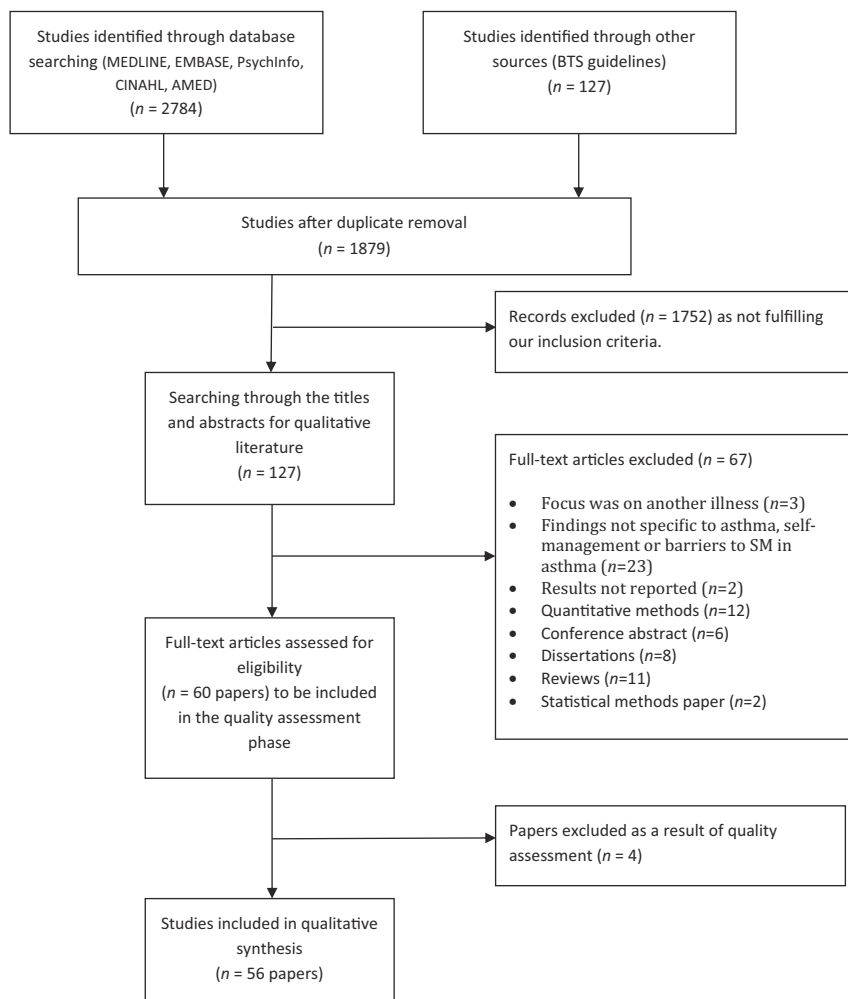 Studies identified through database
searching (MEDLINE, EMBASE, PsychInfo,
CINAHL, AMED)
(n = 2784)
Studies identified through other
sources (BTS guidelines)
(n = 127)
Studies after duplicate removal
(n = 1879)
Records excluded (n = 1752) as not fulfilling
our inclusion criteria.
Searching through the titles
and abstracts for qualitative
literature
(n = 127)
Full-text articles excluded (n = 67)
• Focus was on another illness (n=3)
• Findings not specific to asthma, self-
management or barriers to SM in
asthma (n=23)
• Results not reported (n=2)
• Quantitative methods (n=12)
• Conference abstract (n=6)
• Dissertations (n=8)
• Reviews (n=11)
• Statistical methods paper (n=2)
Full-text articles assessed for
eligibility
(n = 60 papers) to be included
in the quality assessment
phase
Papers excluded as a result of quality
assessment (n = 4)
Studies included in qualitative
synthesis
(n = 56 papers)